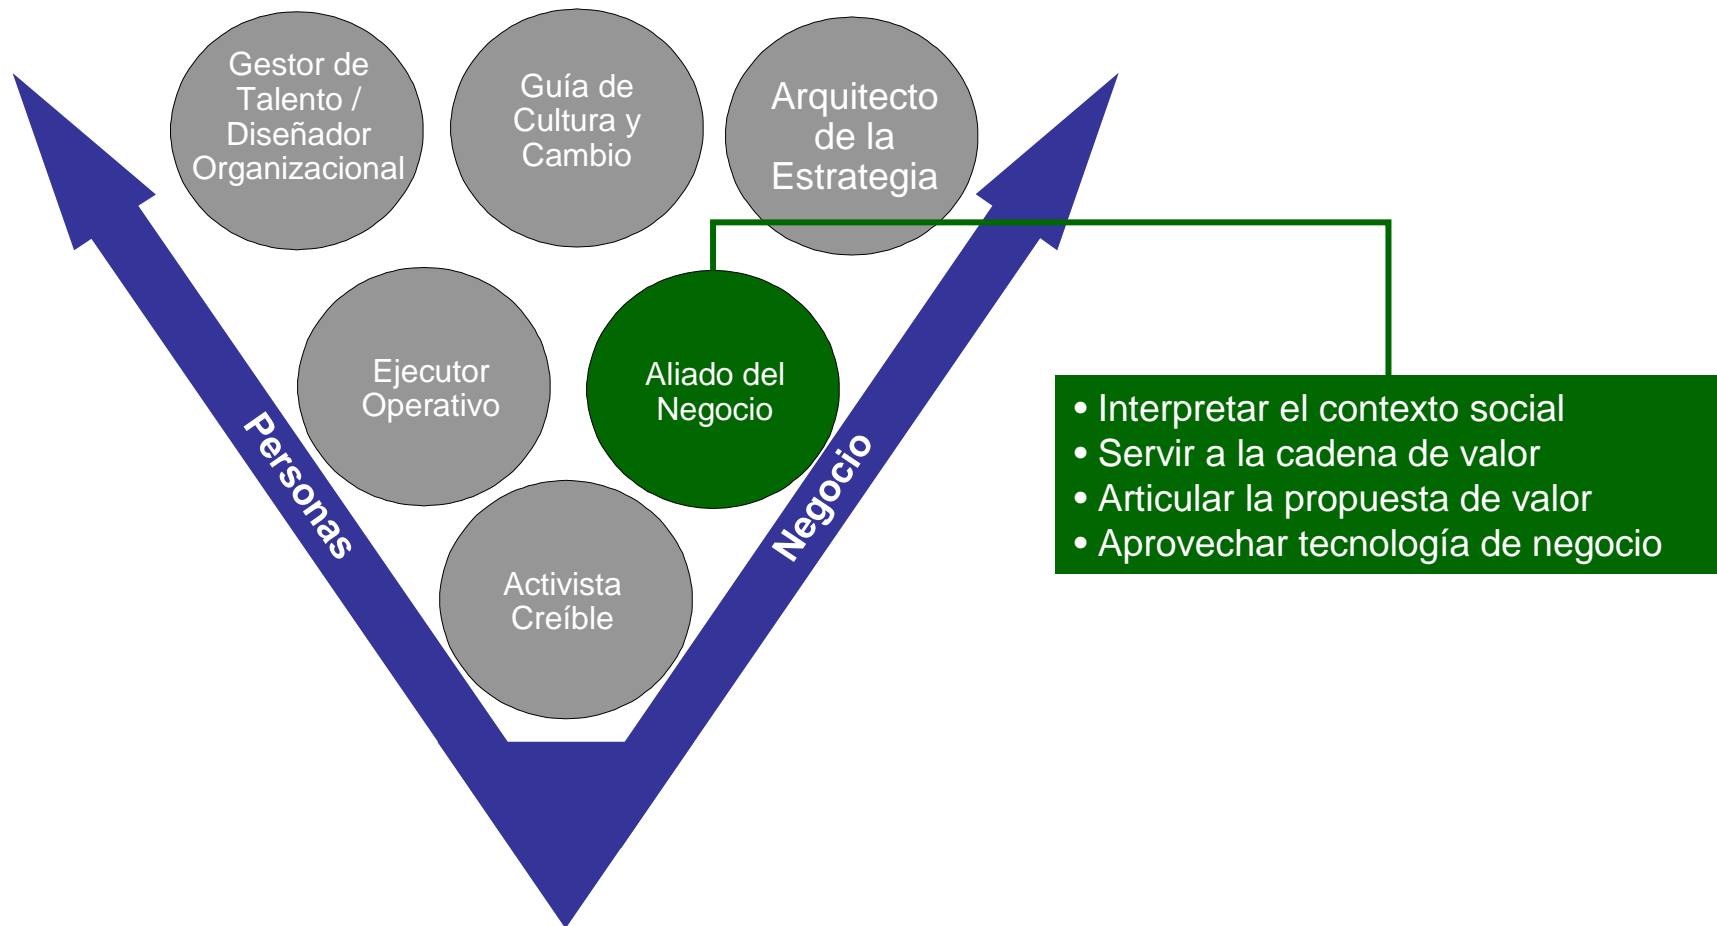 Gestor de
Talento /
Diseñador
Organizacional
Guía de
Cultura y
Cambio
Arquitecto
de la
Estrategia
Ejecutor
Operativo
Aliado del
Negocio
Activista
Creíble
Personas
Negocio
• Interpretar el contexto social
• Servir a la cadena de valor
• Articular la propuesta de valor
• Aprovechar tecnología de negocio